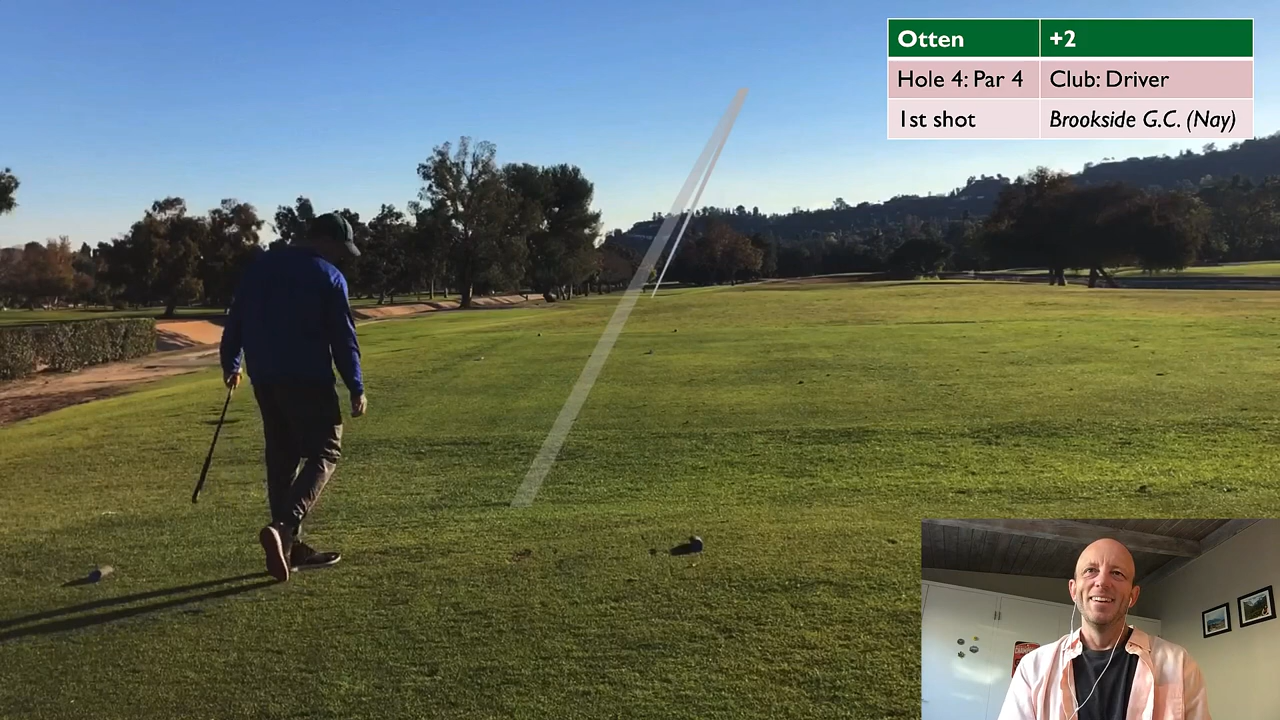 Otten +2
Hole 4: Par 4 Club: Driver
1st shot Brookside G.C. (Nay)